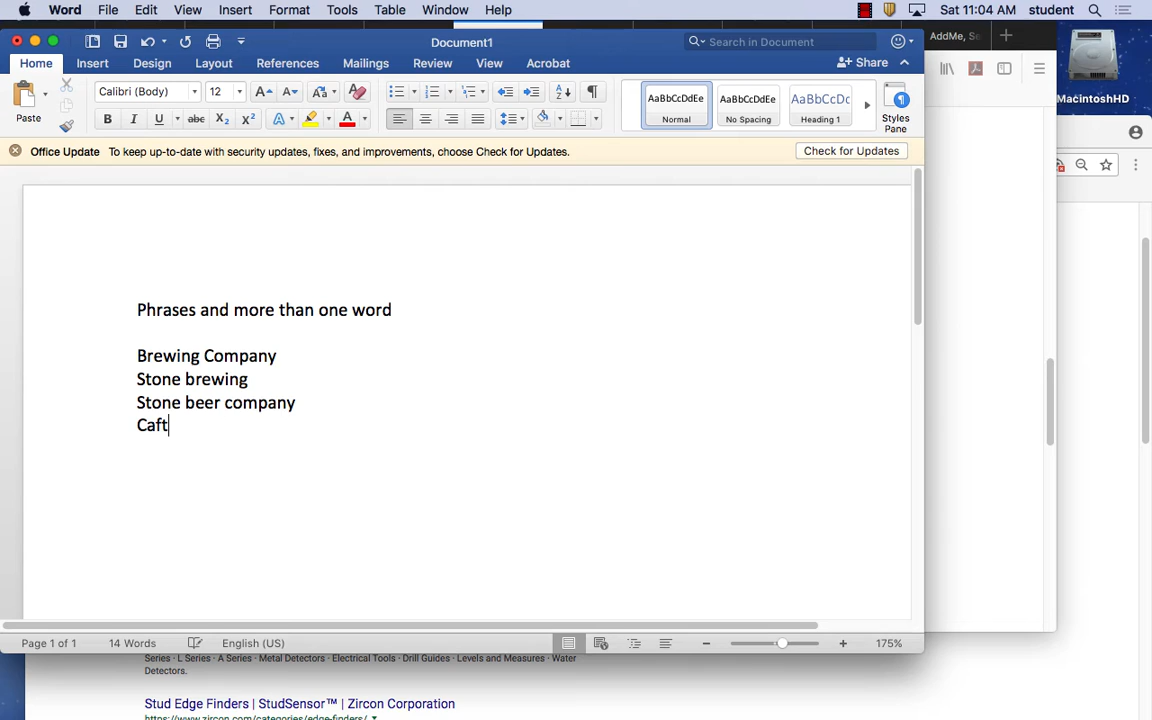 Word File Edit View Insert Format Tools Table Window Help Sat 11:04 AM student
Document1 Search in Document AddMe, Se
Home Insert Design Layout References Mailings Review View Acrobat Share
MacintoshHD
Paste Calibri (Body) 12 AaBbCcDdEe AaBbCcDdEe AaBbCcDc
Normal No Spacing Heading 1 Styles Pane
Office Update To keep up-to-date with security updates, fixes, and improvements, choose Check for Updates. Check for Updates
Phrases and more than one word
Brewing Company
Stone brewing
Stone beer company
Caft
Page 1 of 1 14 Words English (US) 175%
Series · L Series · A Series · Metal Detectors · Electrical Tools · Drill Guides · Levels and Measures · Water
Detectors.
Stud Edge Finders | StudSensor™ | Zircon Corporation
https://www.zircon.com/categories/edge-finders/